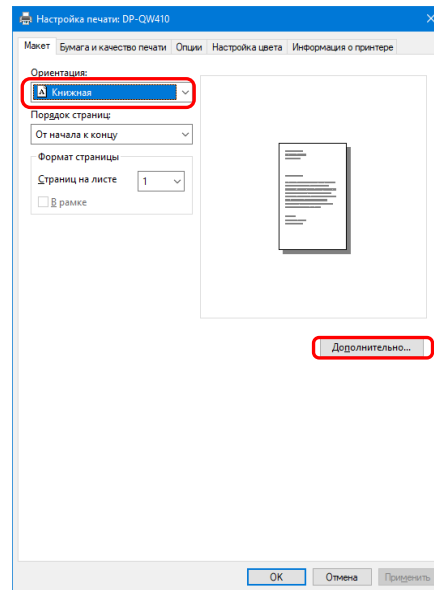 Настройка печати: DP-QW410
Макет Бумага и качество печати Опции Настройка цвета Информация о принтере
Ориентация:
A Книжная
Порядок страниц:
От начала к концу
Формат страницы
Страниц на листе 1
В рамке
Дополнительно...
OK Отмена Применить